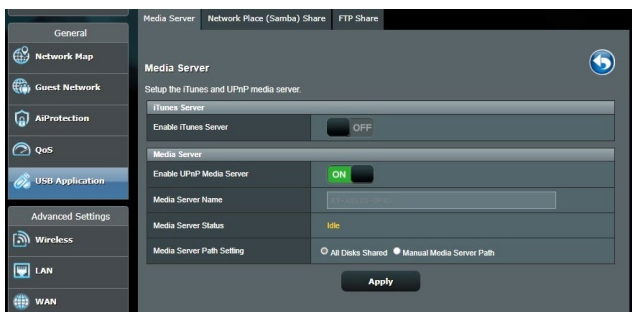 Media Server
Network Place (Samba) Share
FTP Share
General
Network Map
Guest Network
AiProtection
QoS
USB Application
Advanced Settings
Wireless
LAN
WAN
Media Server
Setup the iTunes and UPnP media server.
iTunes Server
Enable iTunes Server OFF
Media Server
Enable UPnP Media Server ON
Media Server Name
Media Server Status Idle
Media Server Path Setting All Disks Shared Manual Media Server Path
Apply